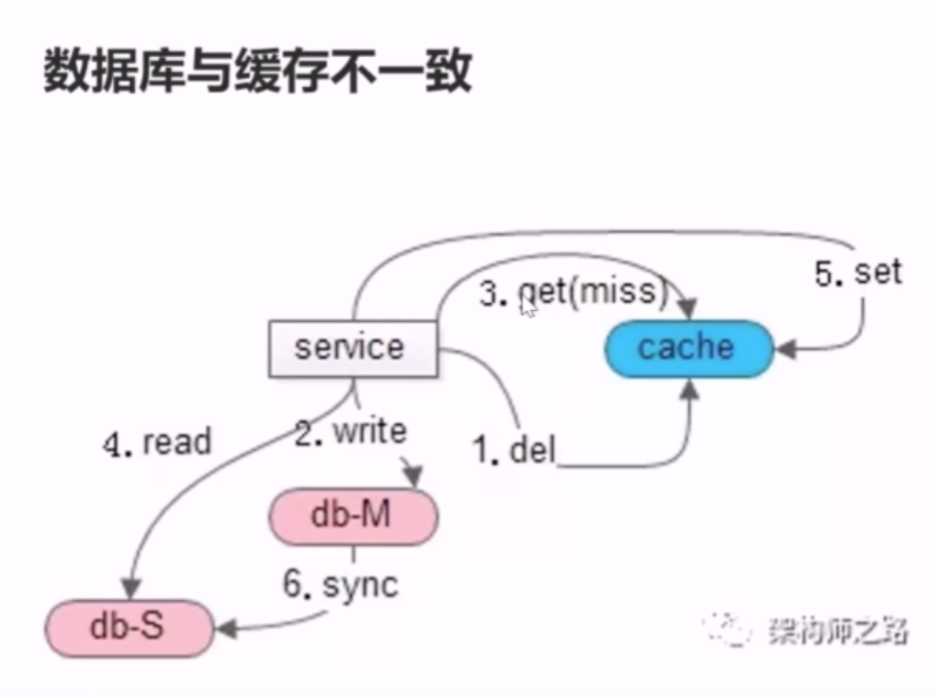 数据库与缓存不一致
5. set
3. get(miss)
service
cache
4. read
2. write
1. del
db-M
6. sync
db-S
架构师之路